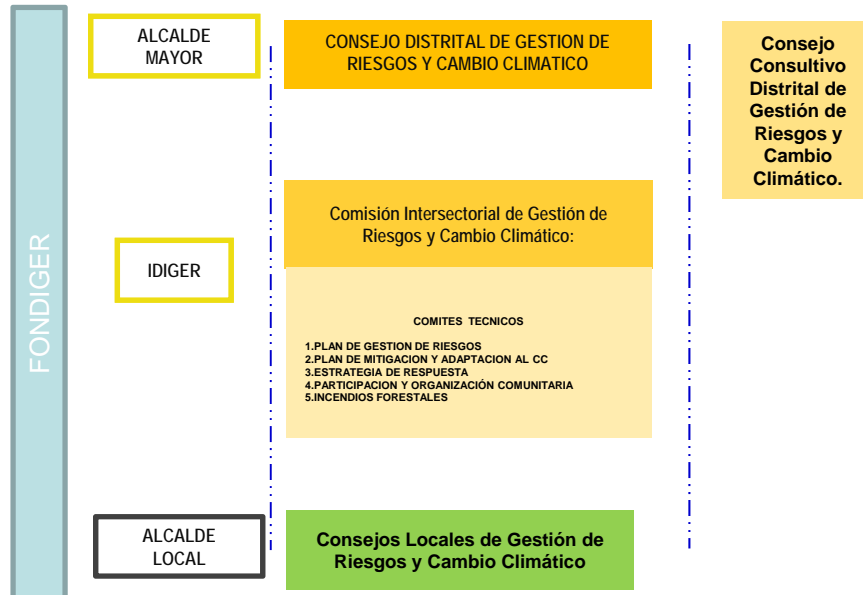 FONDIGER
ALCALDE
MAYOR
CONSEJO DISTRITAL DE GESTION DE
RIESGOS Y CAMBIO CLIMATICO
Consejo
Consultivo
Distrital de
Gestión de
Riesgos y
Cambio
Climático.
IDIGER
Comisión Intersectorial de Gestión de
Riesgos y Cambio Climático:
COMITES TECNICOS
1.PLAN DE GESTION DE RIESGOS
2.PLAN DE MITIGACION Y ADAPTACION AL CC
3.ESTRATEGIA DE RESPUESTA
4.PARTICIPACION Y ORGANIZACIÓN COMUNITARIA
5.INCENDIOS FORESTALES
ALCALDE
LOCAL
Consejos Locales de Gestión de
Riesgos y Cambio Climático